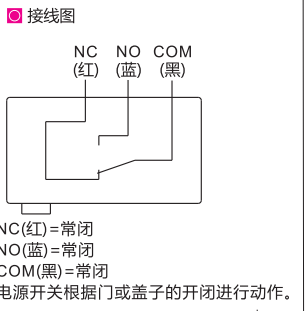 接线图
NC NO COM
(红) (蓝) (黑)
NC(红)=常闭
NO(蓝)=常闭
COM(黑)=常闭
电源开关根据门或盖子的开闭进行动作。